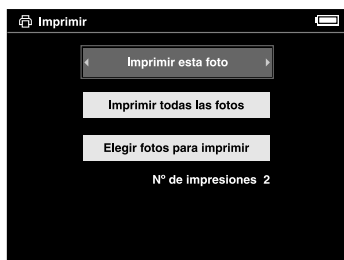 Imprimir
Imprimir esta foto
Imprimir todas las fotos
Elegir fotos para imprimir
Nº de impresiones 2